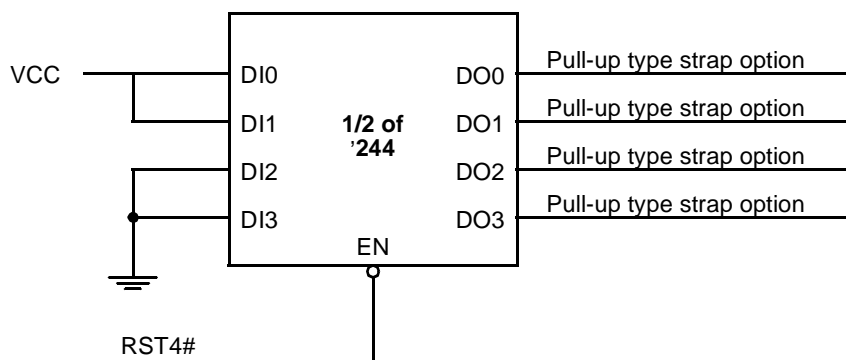 VCC
DI0
DI1
DI2
DI3
1/2 of
'244
EN
DO0
DO1
DO2
DO3
Pull-up type strap option
Pull-up type strap option
Pull-up type strap option
Pull-up type strap option
RST4#